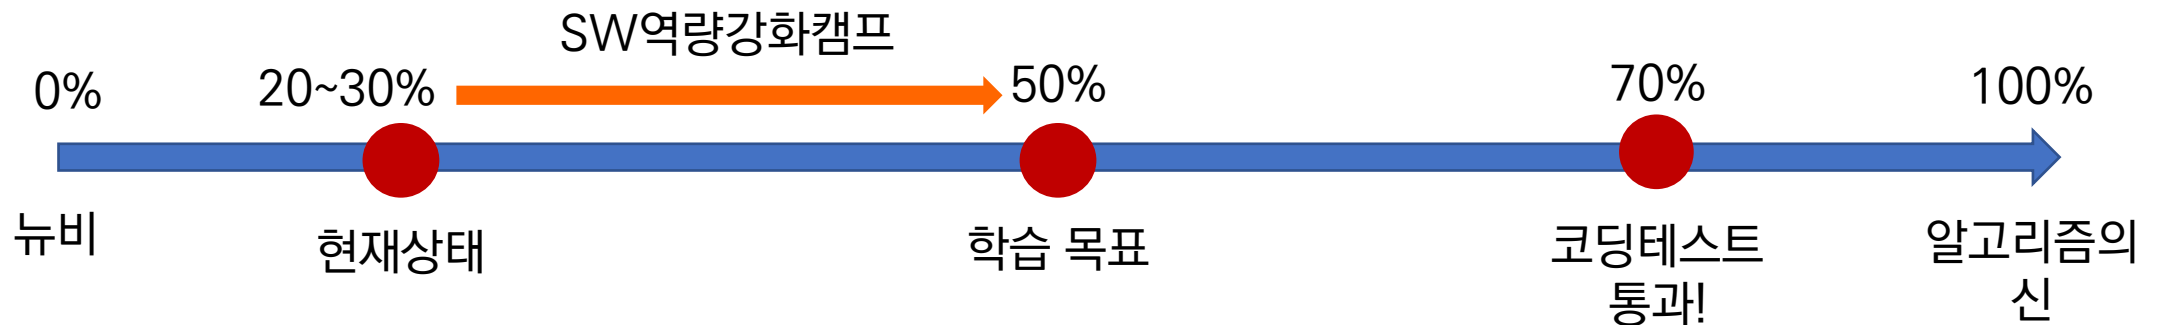 SW역량강화캠프
0%
20~30%
50%
70%
100%
뉴비
현재상태
학습 목표
코딩테스트
통과!
알고리즘의
신